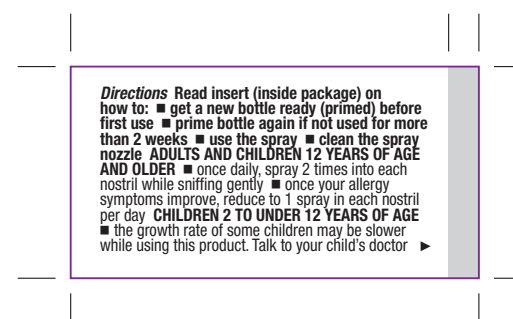 Directions Read insert (inside package) on
how to: ■ get a new bottle ready (primed) before
first use ■ prime bottle again if not used for more
than 2 weeks ■ use the spray ■ clean the spray
nozzle ADULTS AND CHILDREN 12 YEARS OF AGE
AND OLDER ■ once daily, spray 2 times into each
nostril while sniffing gently ■ once your allergy
symptoms improve, reduce to 1 spray in each nostril
per day CHILDREN 2 TO UNDER 12 YEARS OF AGE
■ the growth rate of some children may be slower
while using this product. Talk to your child's doctor ►